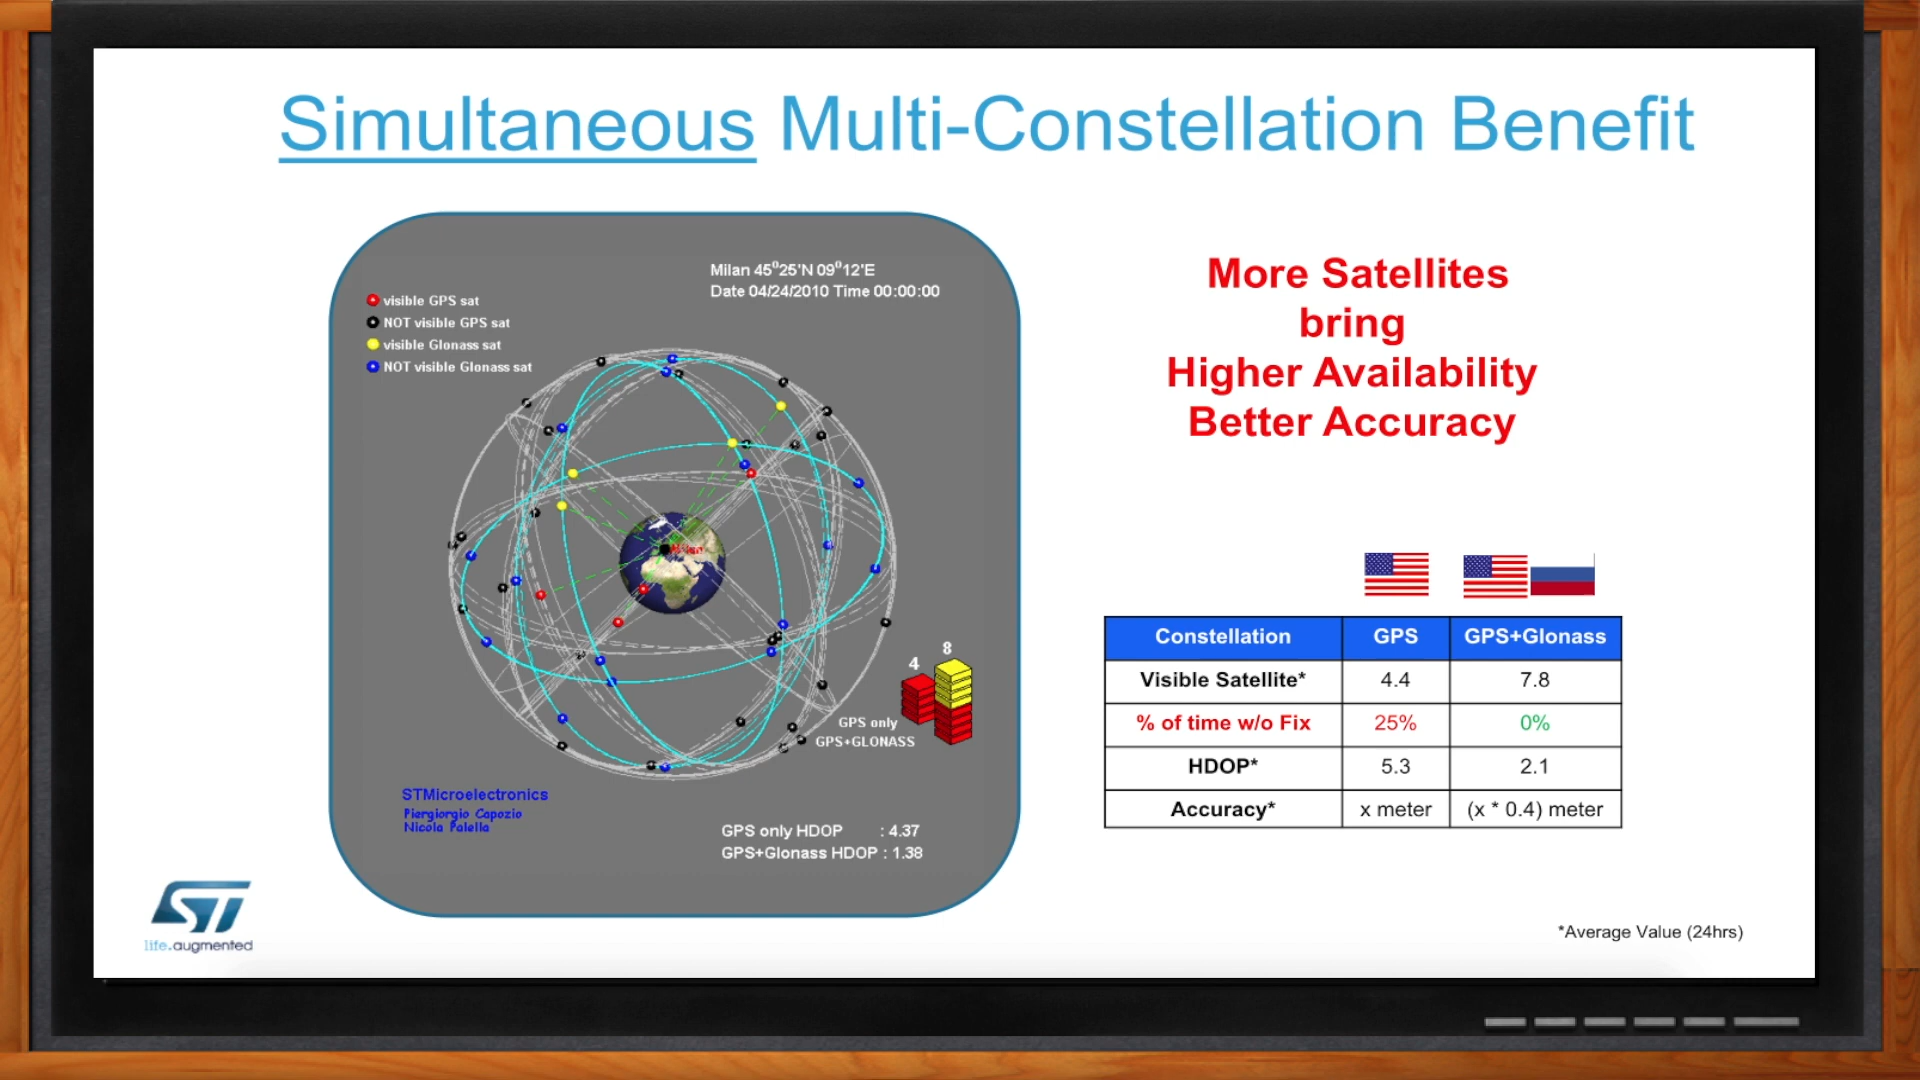 Simultaneous Multi-Constellation Benefit
Milan 45°25'N 09°12'E
Date 04/24/2010 Time 00:00:00
visible GPS sat
NOT visible GPS sat
visible Glonass sat
NOT visible Glonass sat
Milan
4
8
GPS only
GPS+GLONASS
STMicroelectronics
Piergiorgio Capozio
Nicola Palella
GPS only HDOP : 4.37
GPS+Glonass HDOP : 1.38
More Satellites
bring
Higher Availability
Better Accuracy
Constellation GPS GPS+Glonass
Visible Satellite* 4.4 7.8
% of time w/o Fix 25% 0%
HDOP* 5.3 2.1
Accuracy* x meter (x * 0.4) meter
*Average Value (24hrs)
ST
life.augmented